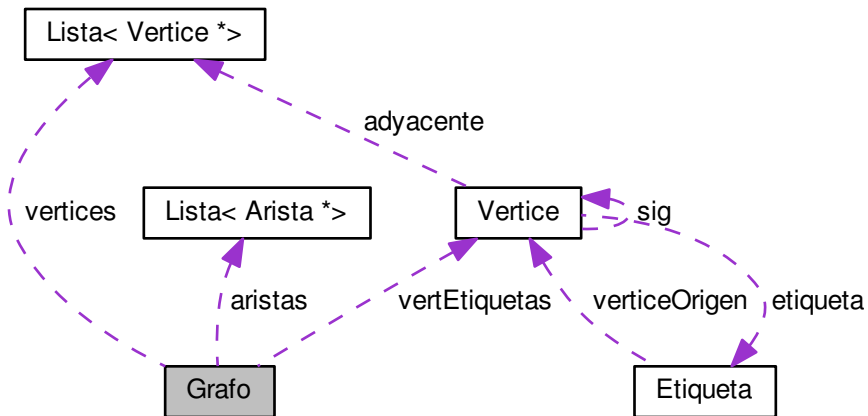 Lista< Vertice *>
adyacente
vertices
Lista< Arista *>
Vertice
sig
aristas
vertEtiquetas
verticeOrigen
etiqueta
Grafo
Etiqueta